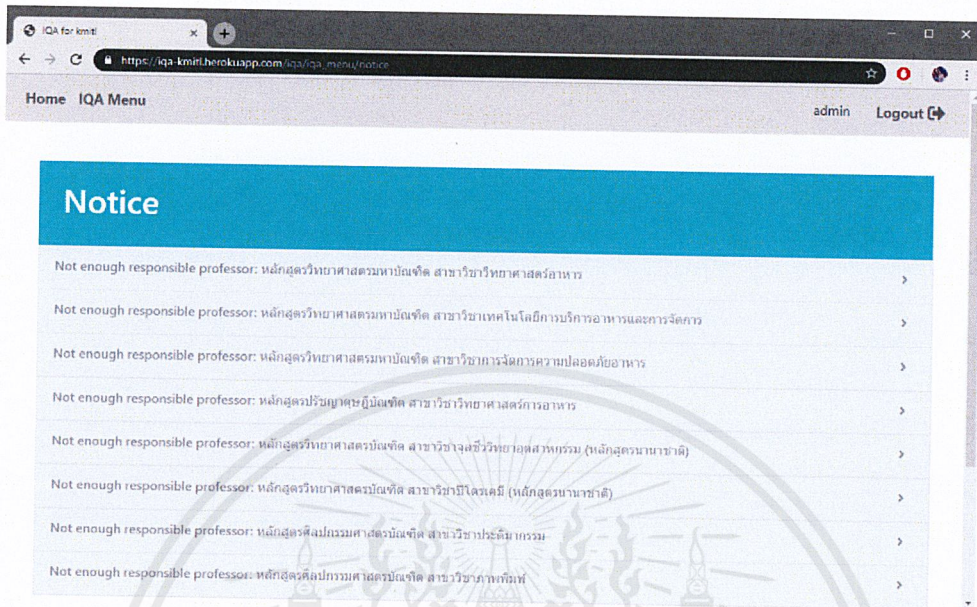 IQA for kmitl
https://iqa-kmitl.herokuapp.com/iqa/iqa_menu/notice
Home IQA Menu admin Logout
Notice
Not enough responsible professor: หลักสูตรวิทยาศาสตรมหาบัณฑิต สาขาวิชาวิทยาศาสตร์อาหาร
Not enough responsible professor: หลักสูตรวิทยาศาสตรมหาบัณฑิต สาขาวิชาเทคโนโลยีการบริการอาหารและการจัดการ
Not enough responsible professor: หลักสูตรวิทยาศาสตรมหาบัณฑิต สาขาวิชาการจัดการความปลอดภัยอาหาร
Not enough responsible professor: หลักสูตรปรัชญาดุษฎีบัณฑิต สาขาวิชาวิทยาศาสตร์การอาหาร
Not enough responsible professor: หลักสูตรวิทยาศาสตรบัณฑิต สาขาวิชาจุลชีววิทยาอุตสาหกรรม (หลักสูตรนานาชาติ)
Not enough responsible professor: หลักสูตรวิทยาศาสตรบัณฑิต สาขาวิชาปิโตรเคมี (หลักสูตรนานาชาติ)
Not enough responsible professor: หลักสูตรศิลปกรรมศาสตรบัณฑิต สาขาวิชาประติมากรรม
Not enough responsible professor: หลักสูตรศิลปกรรมศาสตรบัณฑิต สาขาวิชาภาพพิมพ์